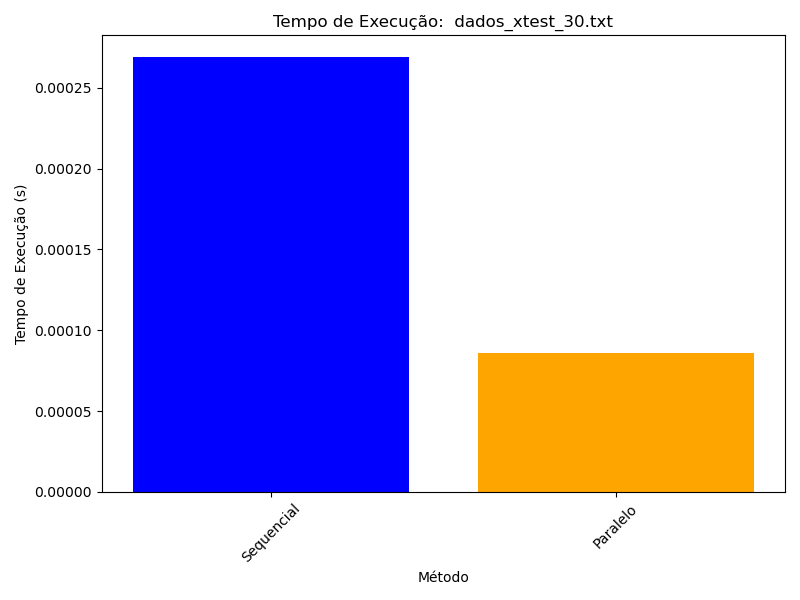 Tempo de Execução:  dados_xtest_30.txt
Tempo de Execução (s)
0.00025
0.00020
0.00015
0.00010
0.00005
0.00000
Sequencial
Paralelo
Método